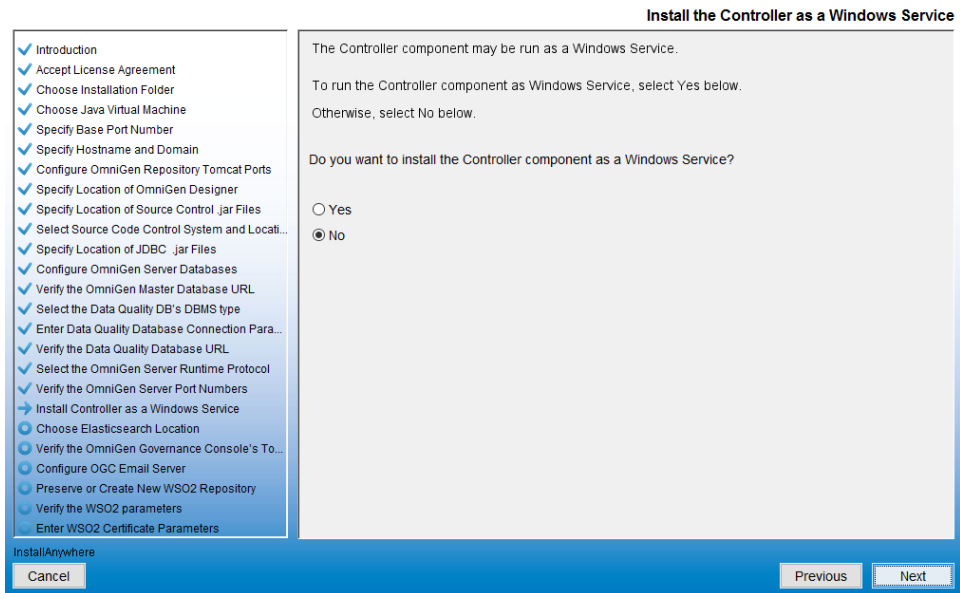 Install the Controller as a Windows Service
Introduction
Accept License Agreement
Choose Installation Folder
Choose Java Virtual Machine
Specify Base Port Number
Specify Hostname and Domain
Configure OmniGen Repository Tomcat Ports
Specify Location of OmniGen Designer
Specify Location of Source Control .jar Files
Select Source Code Control System and Locati...
Specify Location of JDBC .jar Files
Configure OmniGen Server Databases
Verify the OmniGen Master Database URL
Select the Data Quality DB's DBMS type
Enter Data Quality Database Connection Para...
Verify the Data Quality Database URL
Select the OmniGen Server Runtime Protocol
Verify the OmniGen Server Port Numbers
Install Controller as a Windows Service
Choose Elasticsearch Location
Verify the OmniGen Governance Console's To...
Configure OGC Email Server
Preserve or Create New WSO2 Repository
Verify the WSO2 parameters
Enter WSO2 Certificate Parameters
The Controller component may be run as a Windows Service.
To run the Controller component as Windows Service, select Yes below.
Otherwise, select No below.
Do you want to install the Controller component as a Windows Service?
Yes
No
InstallAnywhere
Cancel
Previous
Next